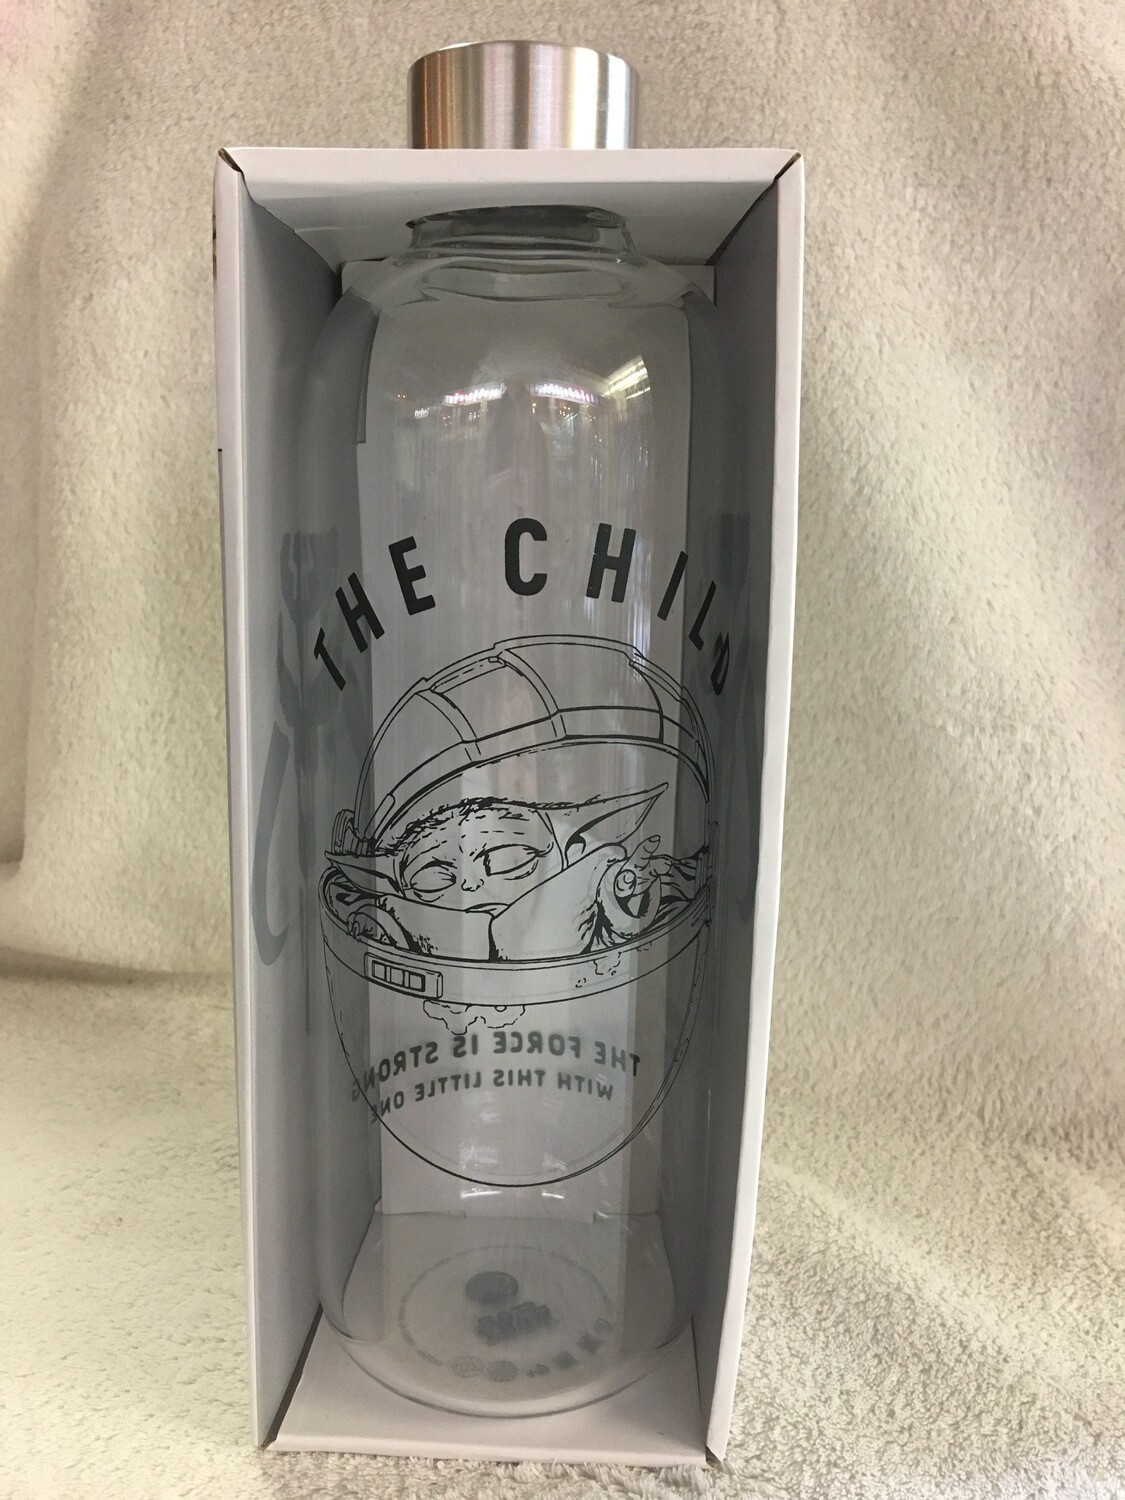 THE CHILD
THE FORCE IS STRONG
WITH THIS LITTLE ONE